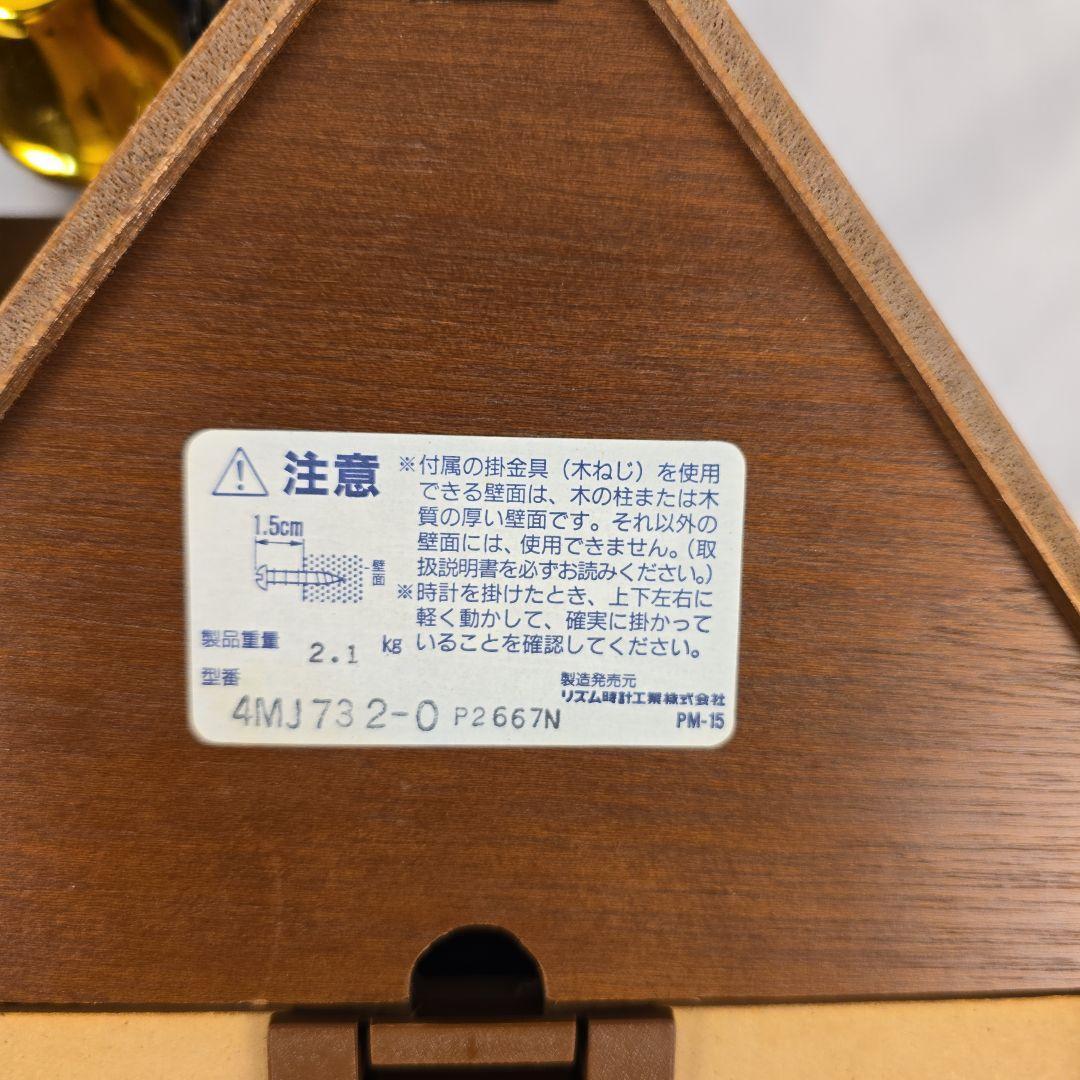 注意
1.5cm
壁面
製品重量 2.1 kg
型番
4MJ732-0 P2667N
※付属の掛金具（木ねじ）を使用
できる壁面は、木の柱または木
質の厚い壁面です。それ以外の
壁面には、使用できません。（取
扱説明書を必ずお読みください。）
※時計を掛けたとき、上下左右に
軽く動かして、確実に掛かって
いることを確認してください。
製造発売元
リズム時計工業株式会社
PM-15